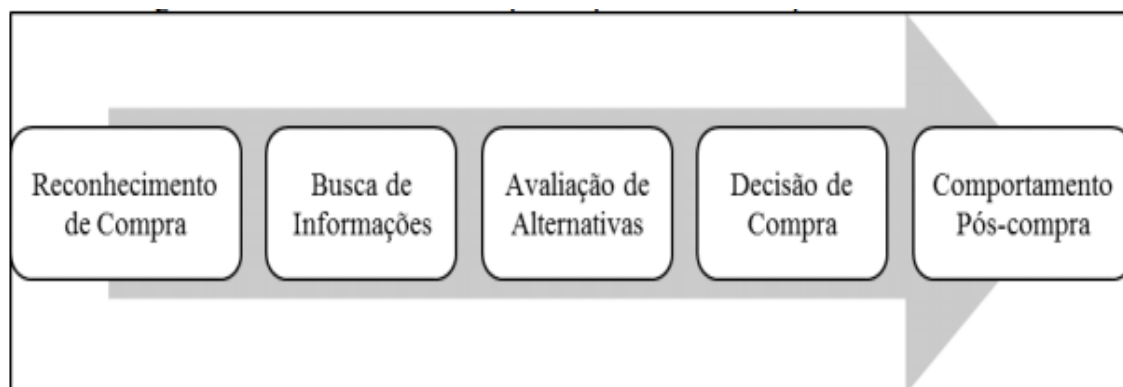 Reconhecimento
de Compra
Busca de
Informações
Avaliação de
Alternativas
Decisão de
Compra
Comportamento
Pós-compra